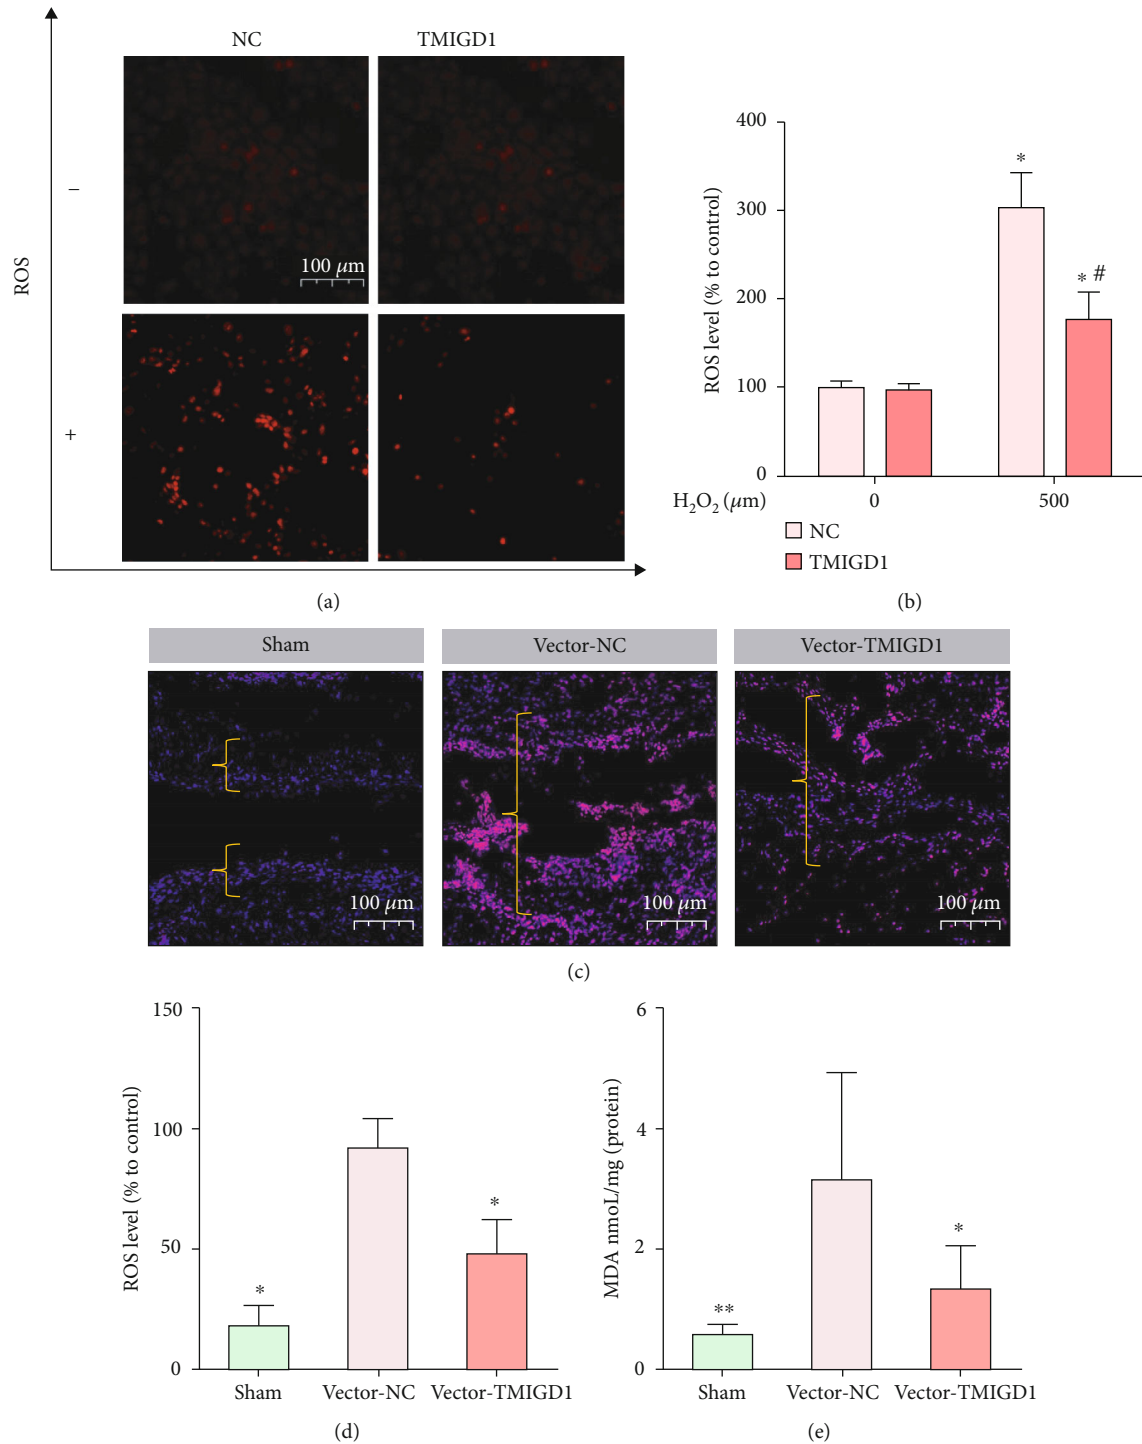 NC
TMIGD1
ROS
−
+
100 μm
(a)
ROS level (% to control)
400
300
200
100
0
*
* #
H₂O₂ (μm)
0
500
NC
TMIGD1
(b)
Sham
Vector-NC
Vector-TMIGD1
100 μm
100 μm
100 μm
(c)
ROS level (% to control)
150
100
50
0
*
*
Sham
Vector-NC
Vector-TMIGD1
(d)
MDA nmoL/mg (protein)
6
4
2
0
**
*
Sham
Vector-NC
Vector-TMIGD1
(e)